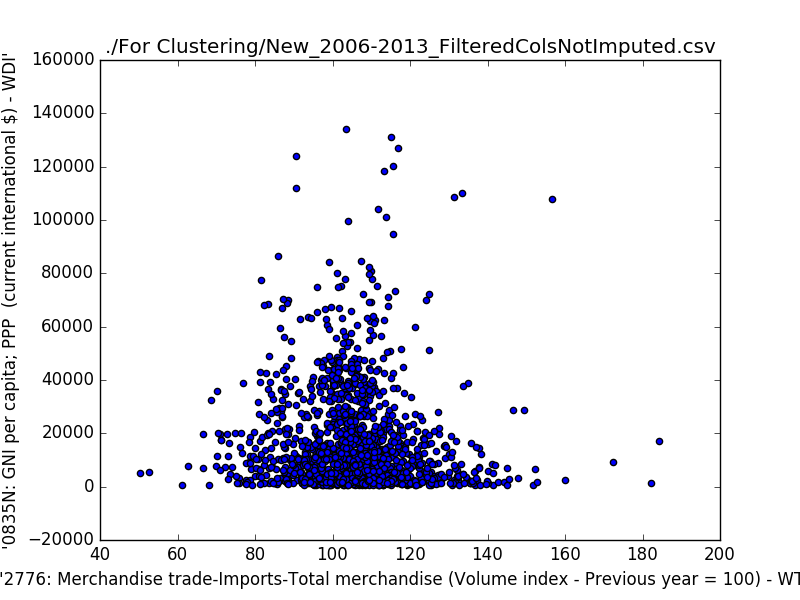 ./For Clustering/New_2006-2013_FilteredColsNotImputed.csv
160000
140000
120000
100000
80000
60000
40000
20000
0
−20000
40 60 80 100 120 140 160 180 200
'0835N: GNI per capita; PPP (current international $) - WDI'
'2776: Merchandise trade-Imports-Total merchandise (Volume index - Previous year = 100) - WT